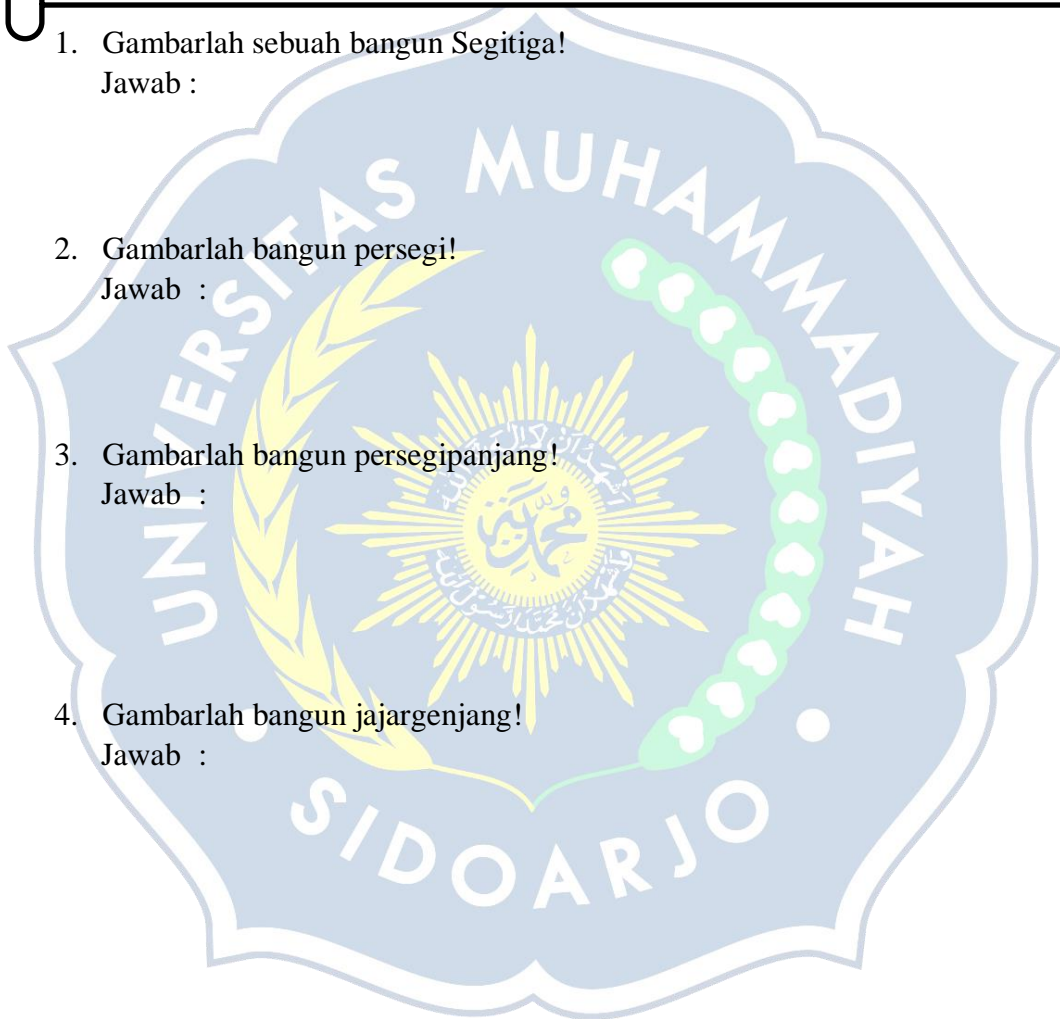 1. Gambarlah sebuah bangun Segitiga!
Jawab :
2. Gambarlah bangun persegi!
Jawab :
3. Gambarlah bangun persegipanjang!
Jawab :
4. Gambarlah bangun jajargenjang!
Jawab :
UNIVERSITAS MUHAMMADIYAH
SIDOARJO